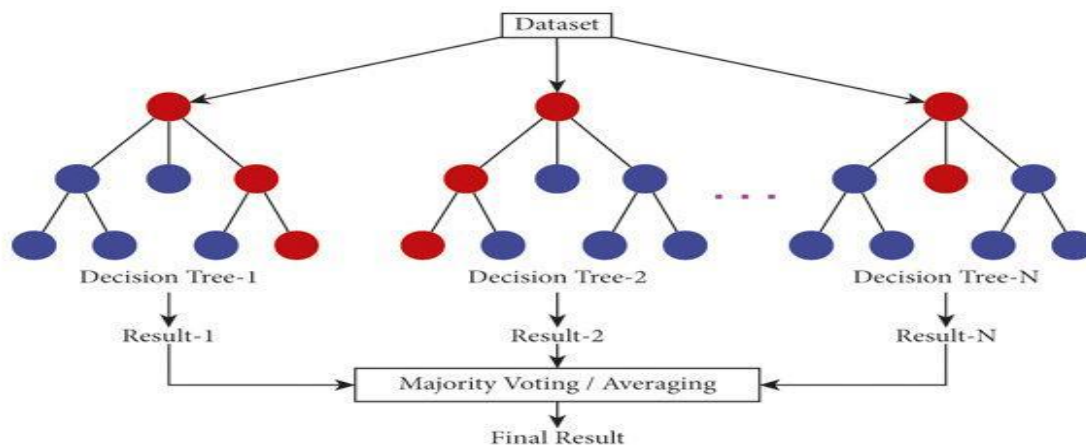 Dataset
Decision Tree-1
Decision Tree-2
. . .
Decision Tree-N
Result-1
Result-2
Result-N
Majority Voting / Averaging
Final Result